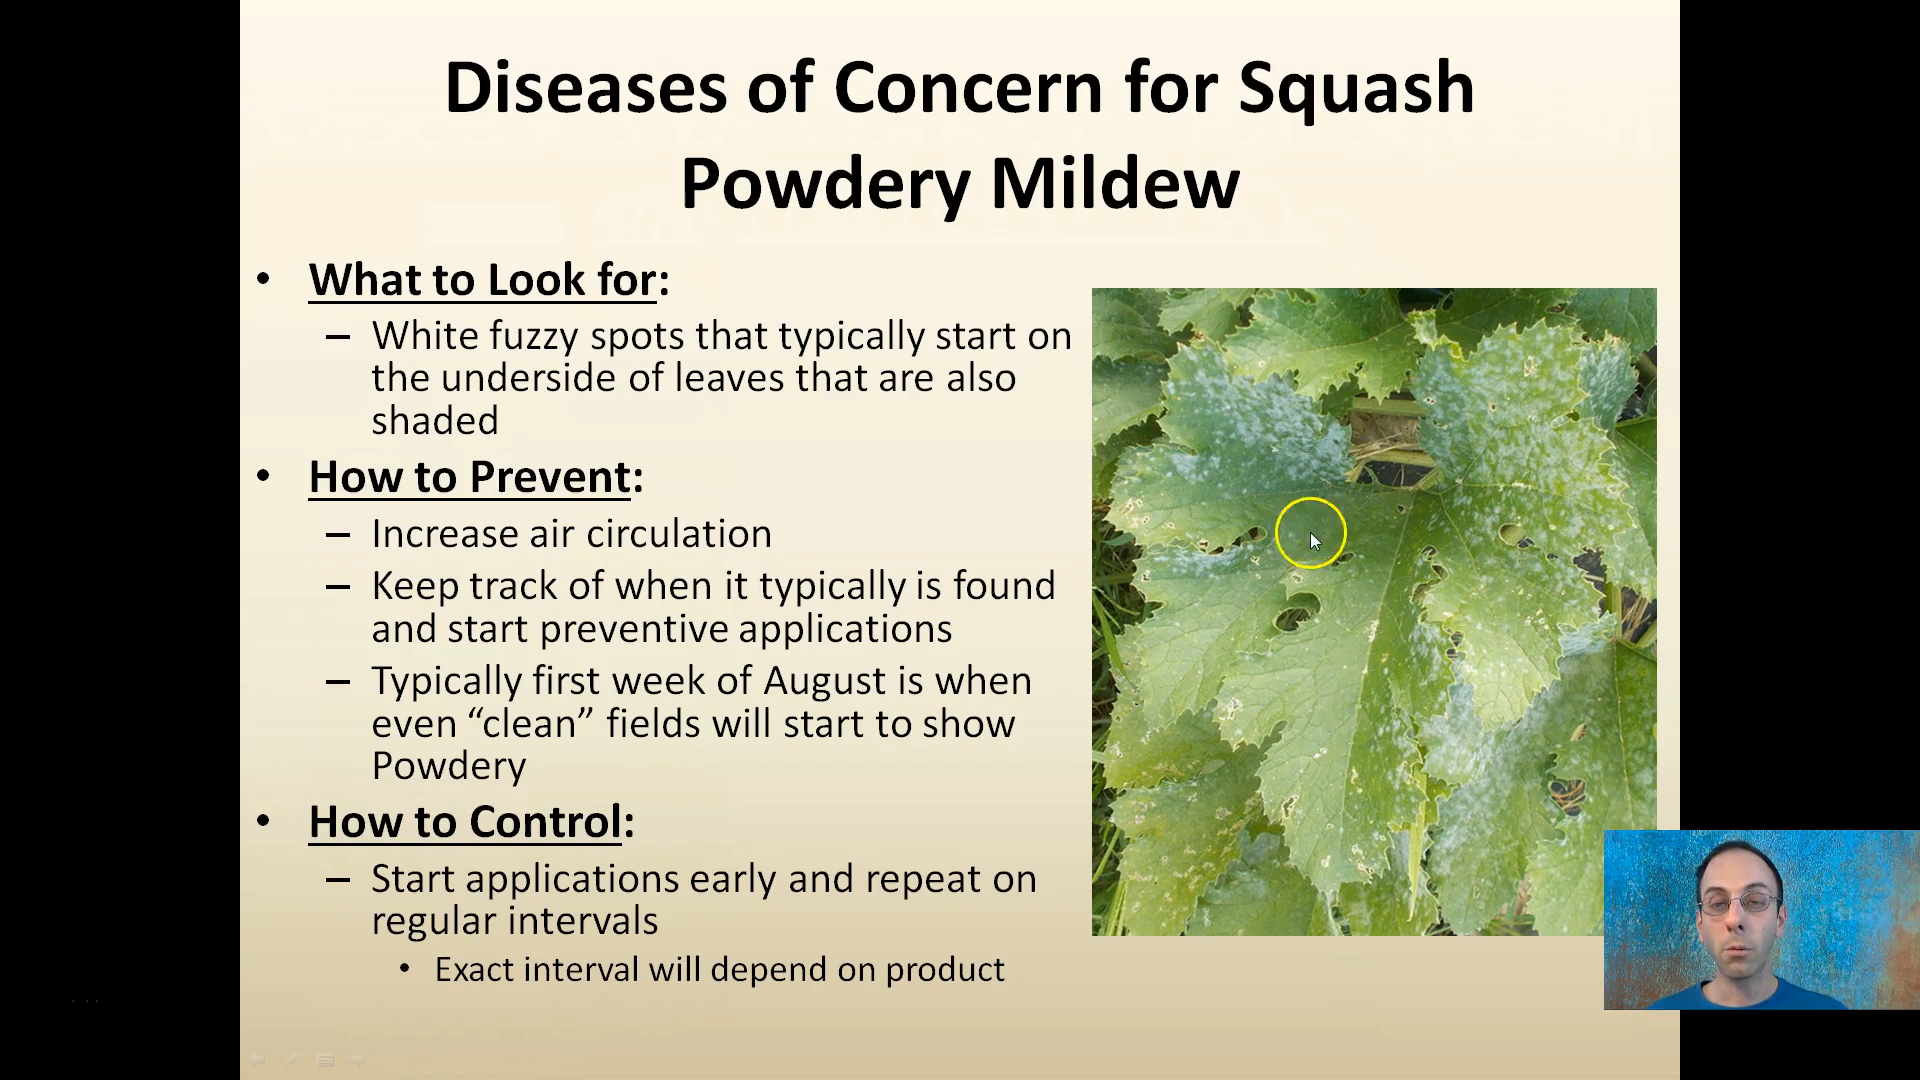 Diseases of Concern for Squash
Powdery Mildew
• What to Look for:
– White fuzzy spots that typically start on
the underside of leaves that are also
shaded
• How to Prevent:
– Increase air circulation
– Keep track of when it typically is found
and start preventive applications
– Typically first week of August is when
even “clean” fields will start to show
Powdery
• How to Control:
– Start applications early and repeat on
regular intervals
• Exact interval will depend on product